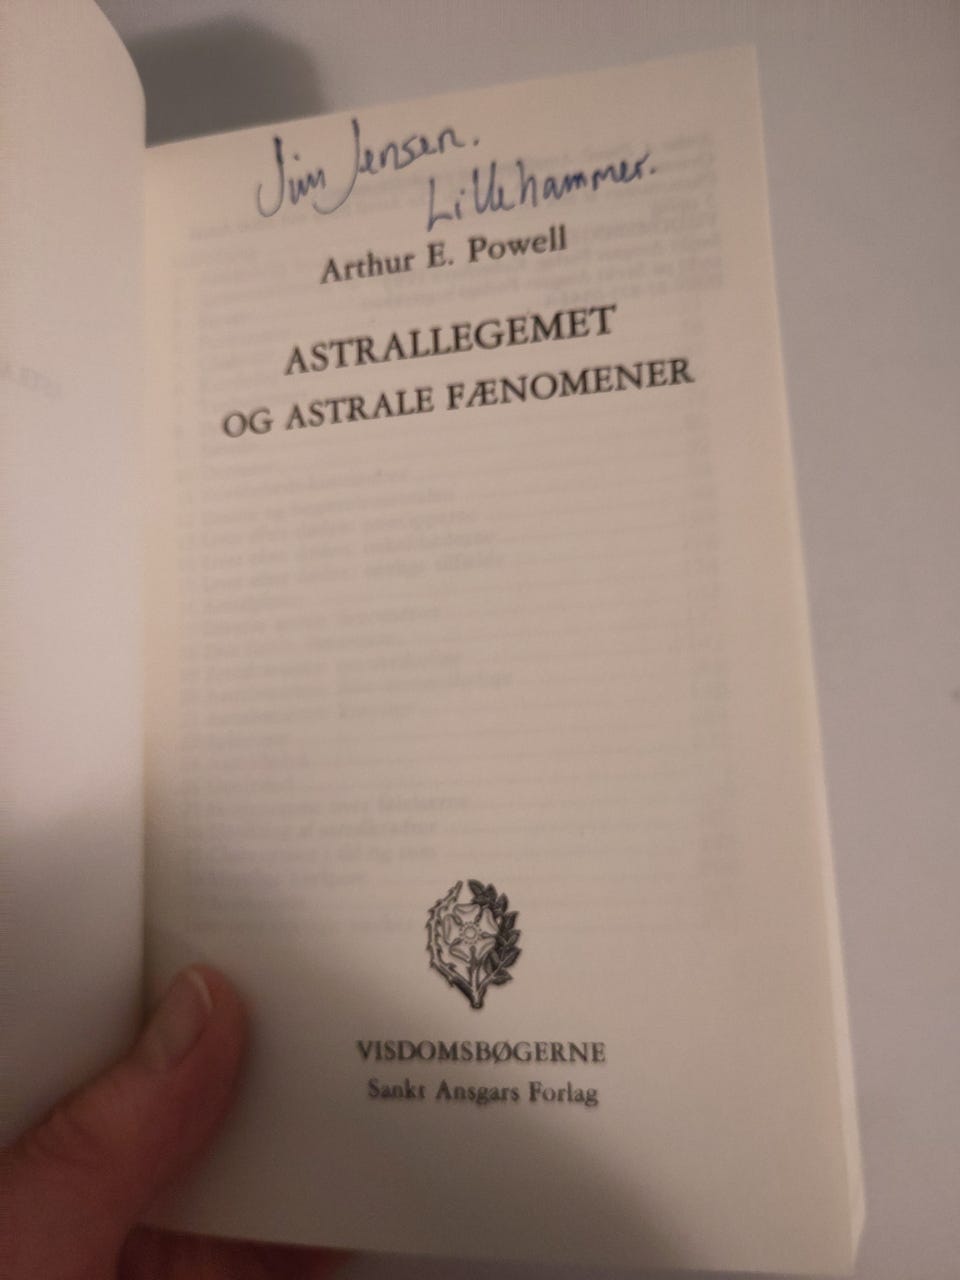 Jim Jensen.
Lillehammer.
Arthur E. Powell
ASTRALLEGEMET
OG ASTRALE FÆNOMENER
VISDOMSBØGERNE
Sankt Ansgars Forlag